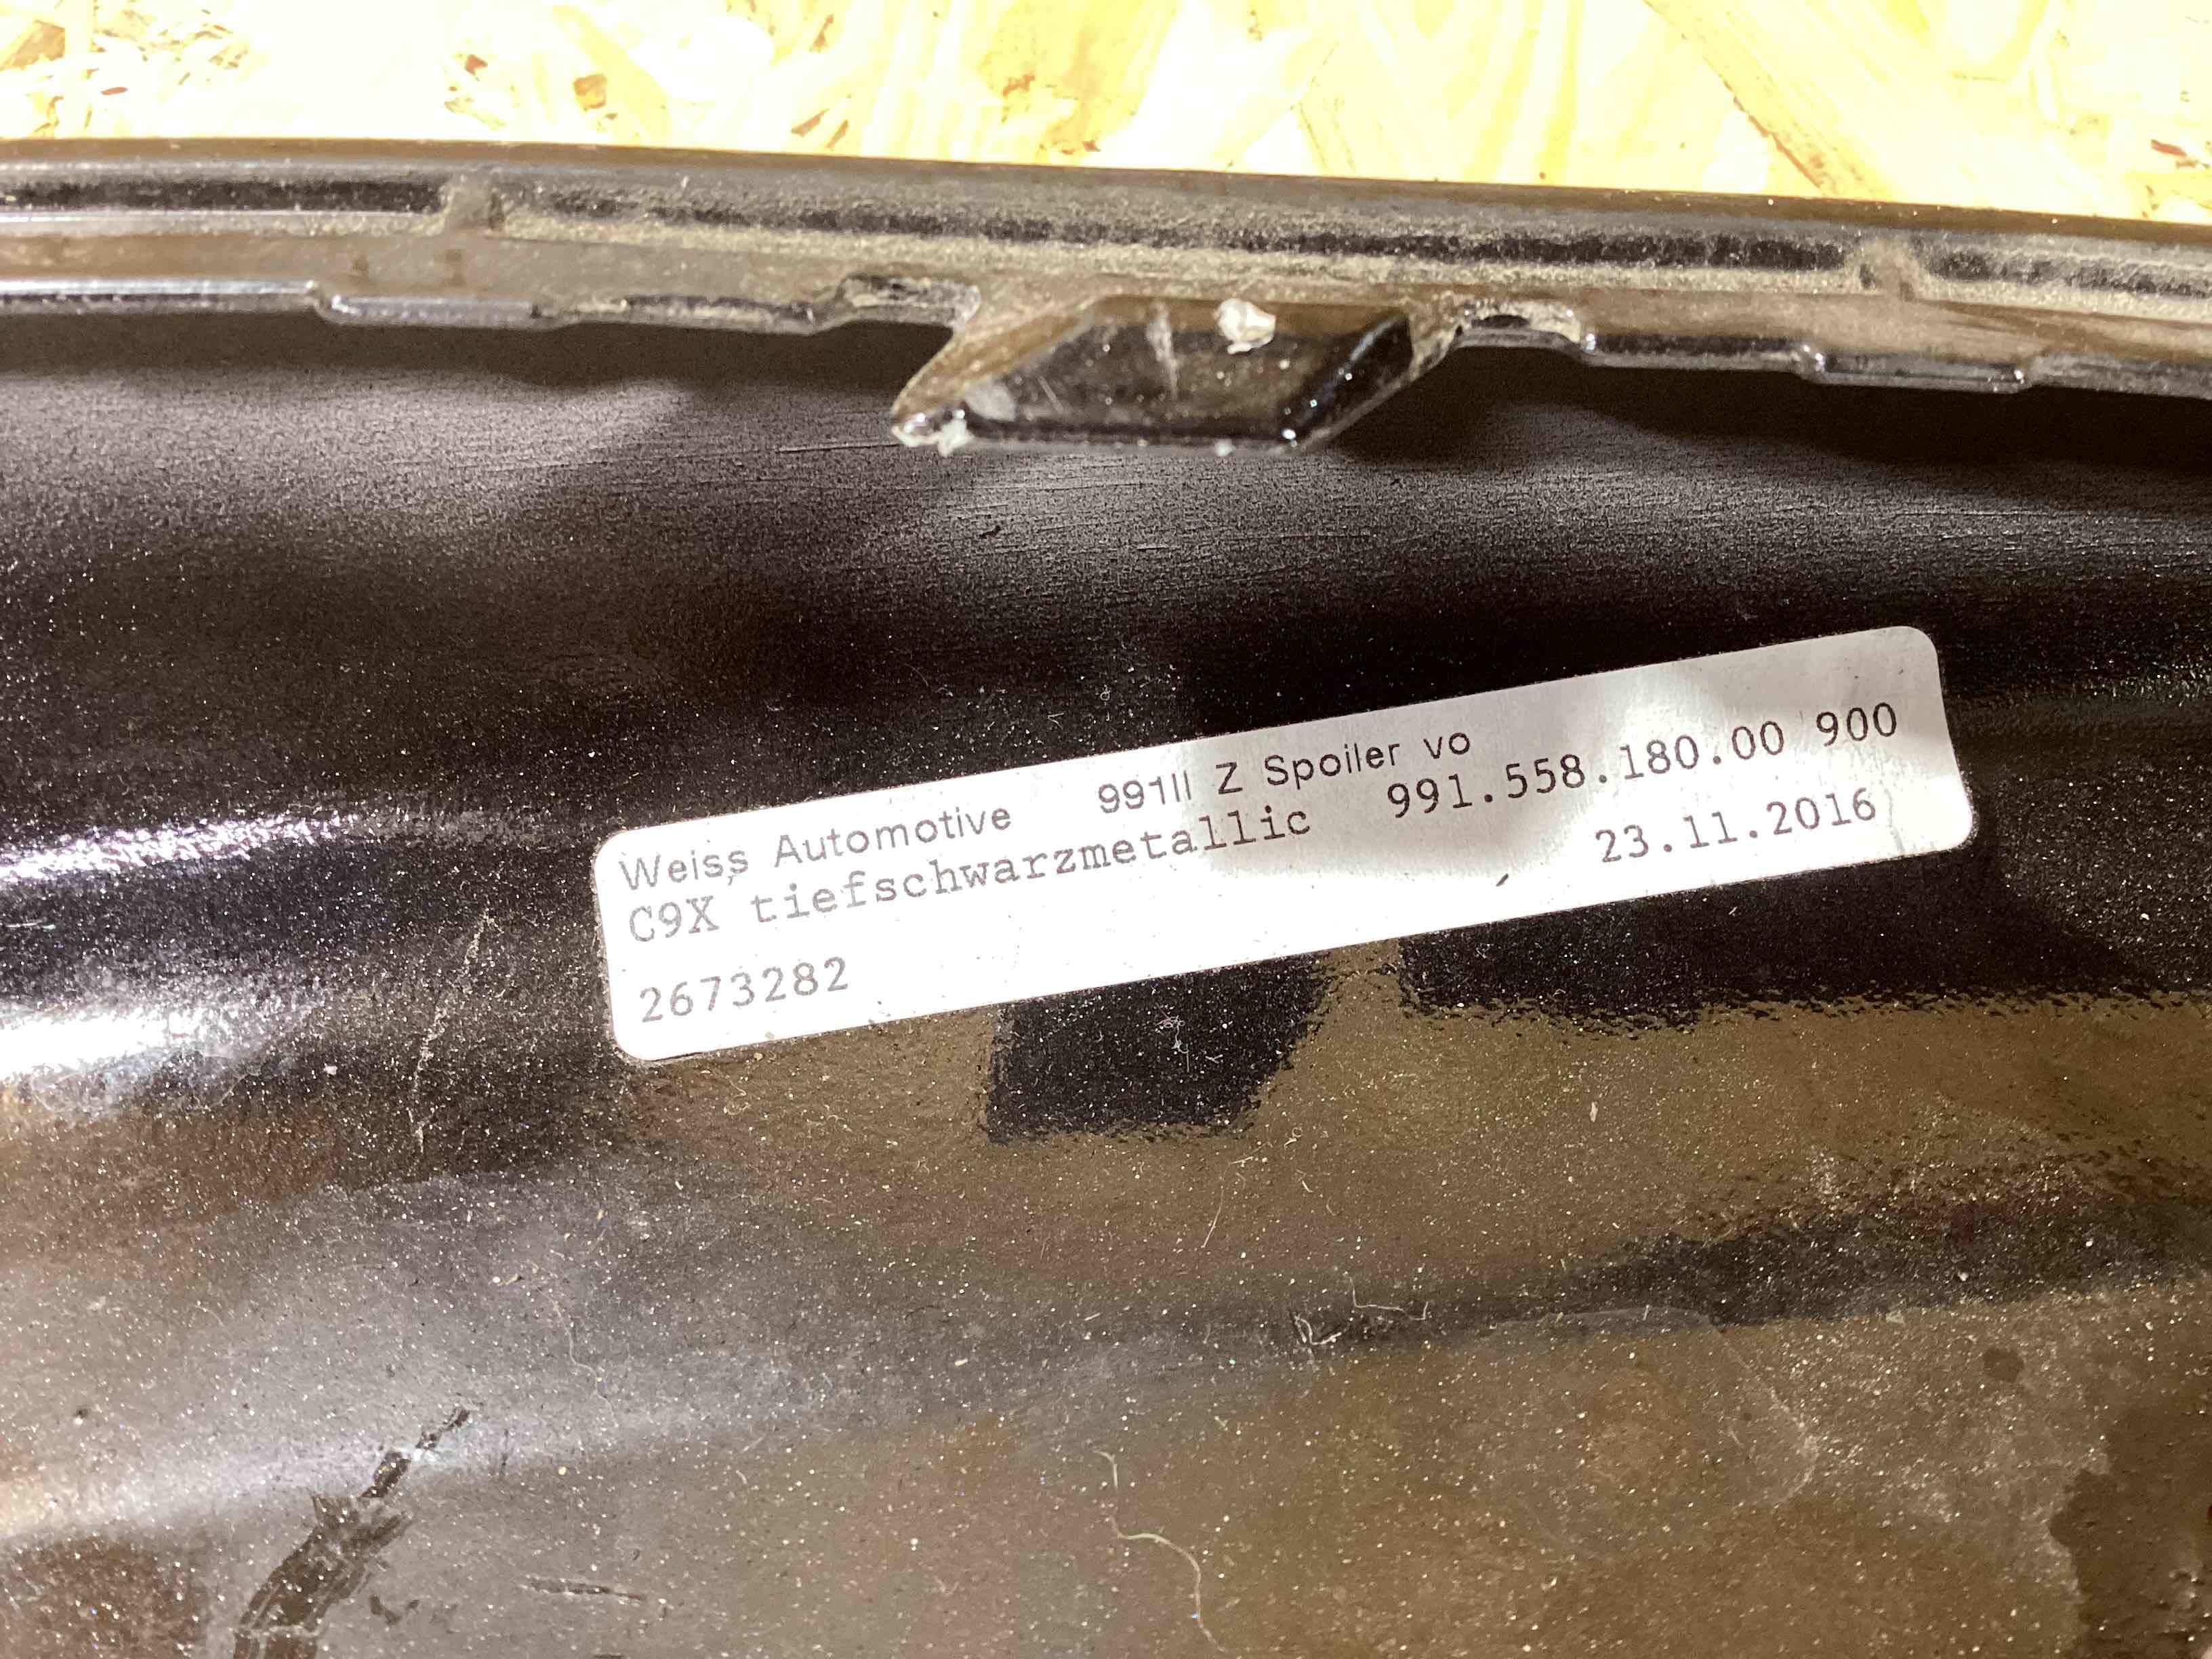 Weiss Automotive 991II Z Spoiler vo
C9X tiefschwarzmetallic 991.558.180.00 900
2673282 23.11.2016